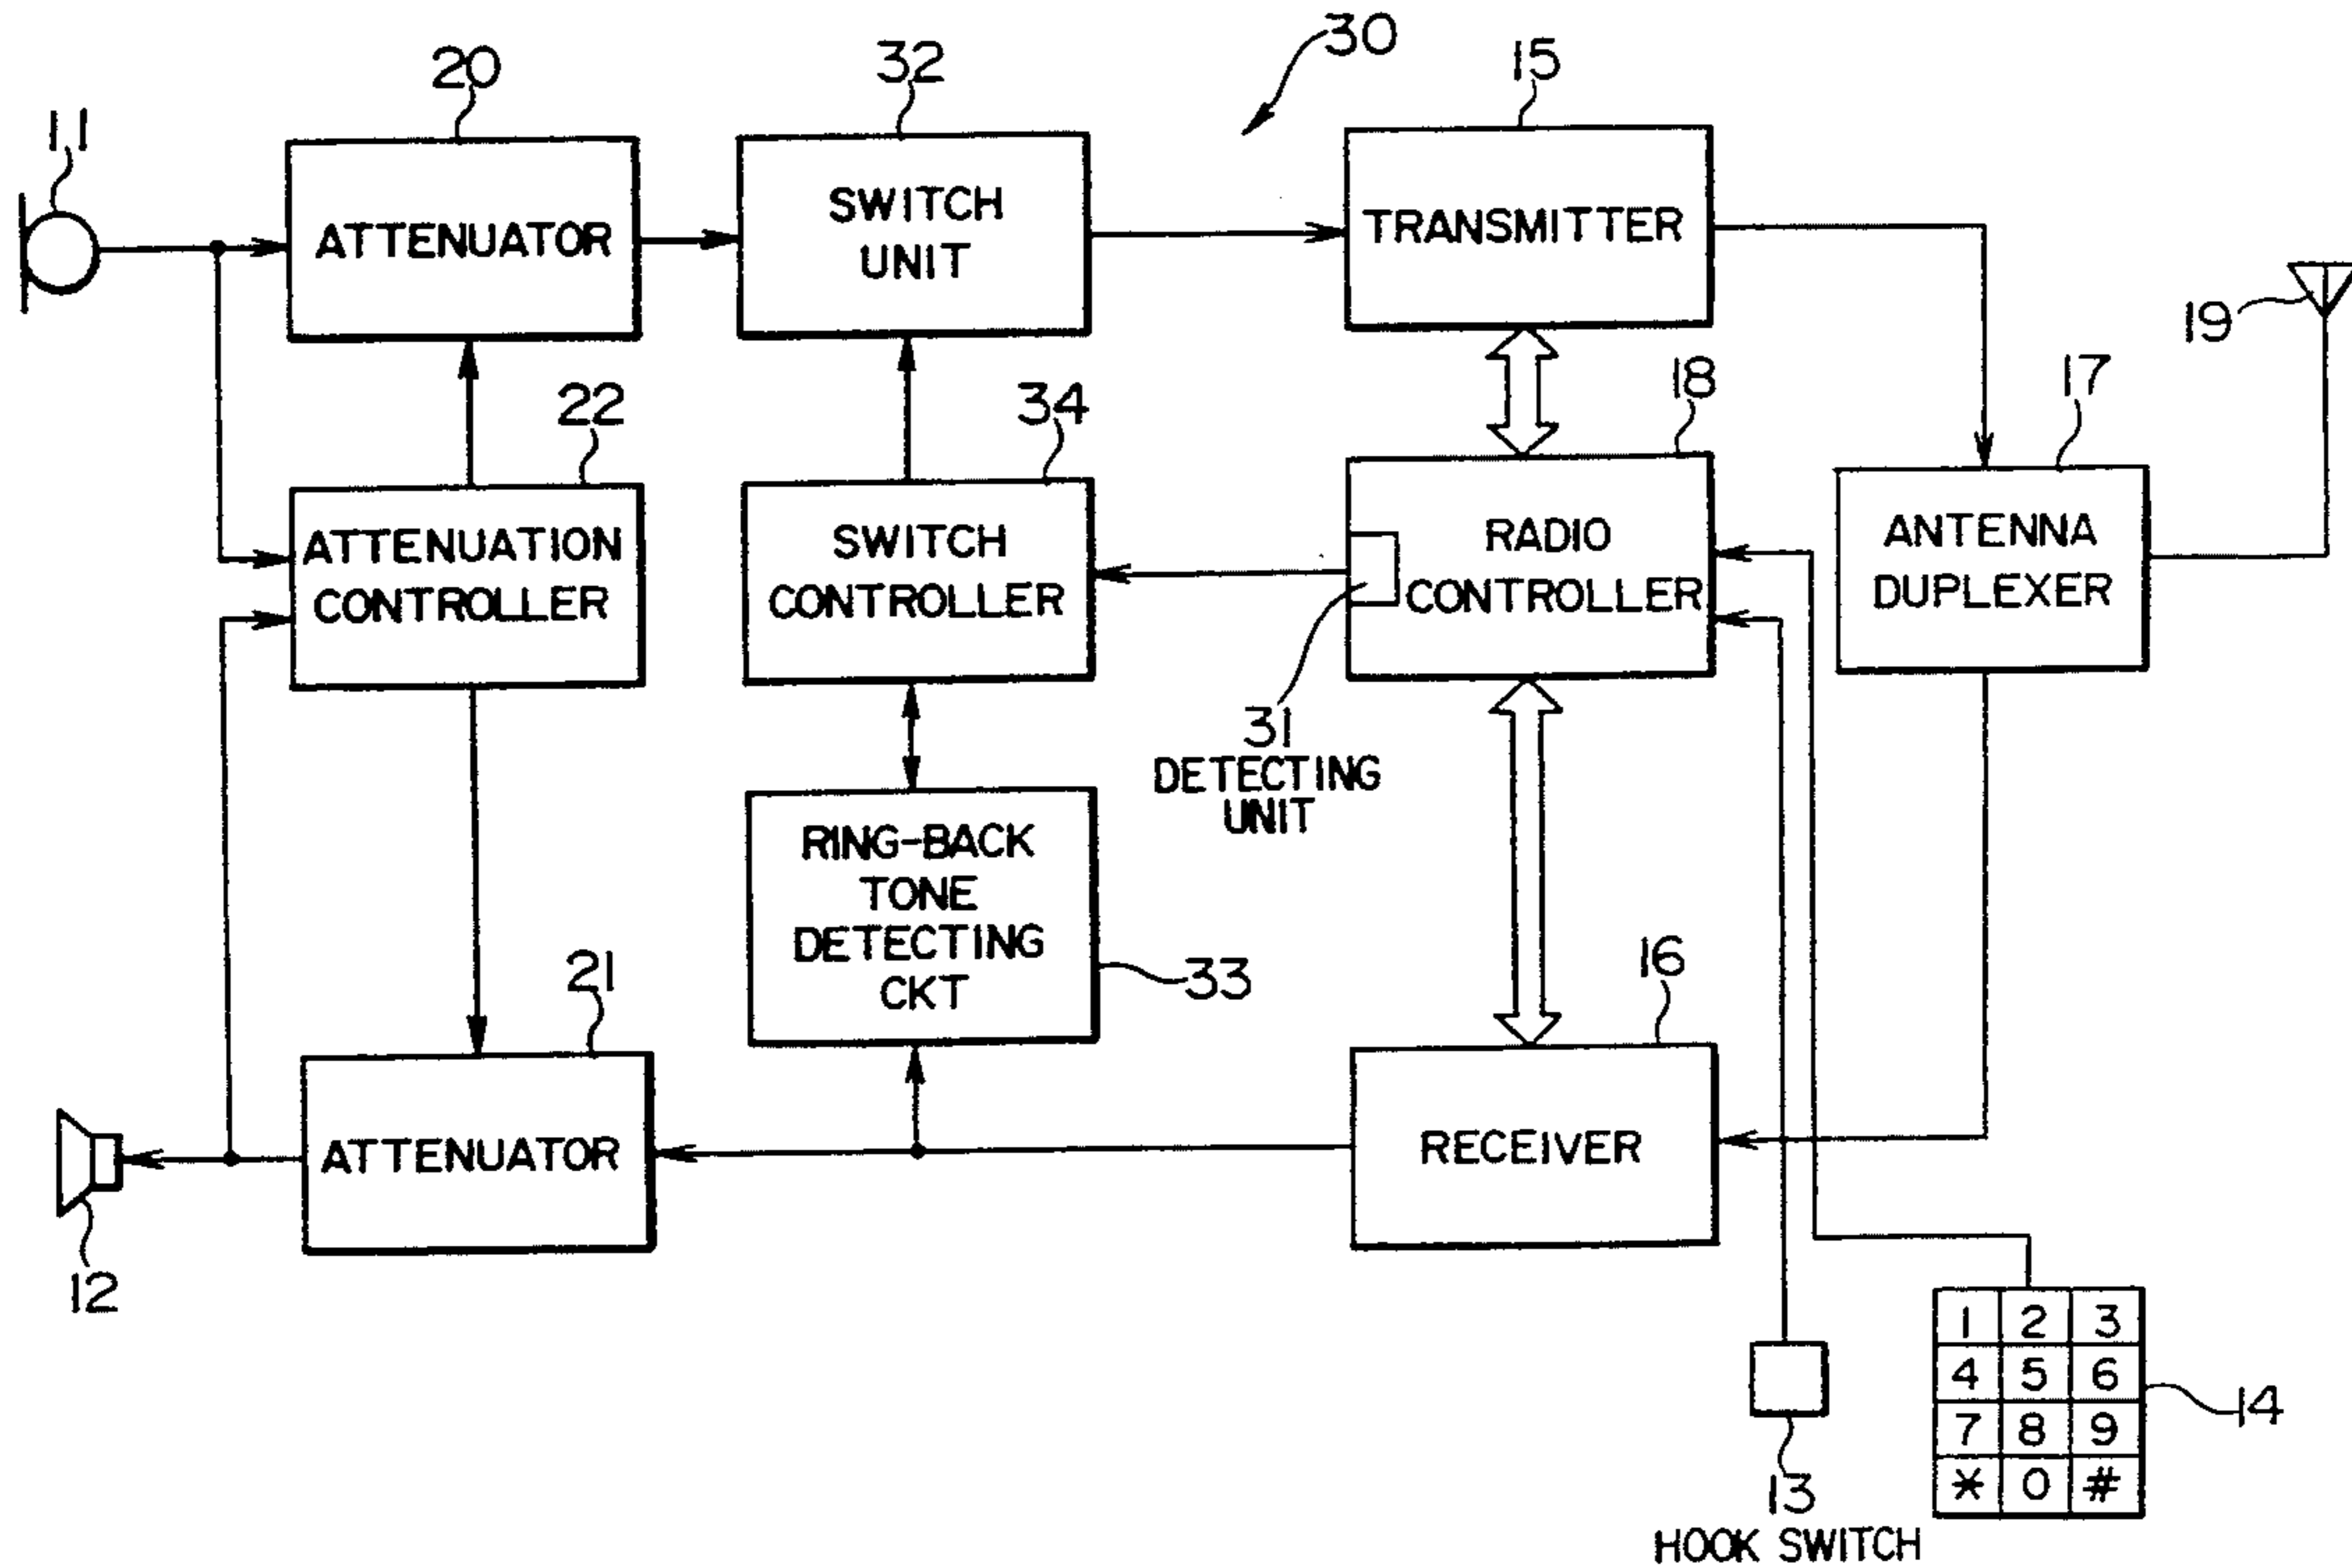 30
20
32
15
11
ATTENUATOR
SWITCH
UNIT
TRANSMITTER
19
22
34
18
17
ATTENUATION
CONTROLLER
SWITCH
CONTROLLER
RADIO
CONTROLLER
ANTENNA
DUPLEXER
31
DETECTING
UNIT
RING-BACK
TONE
DETECTING
CKT
33
21
16
ATTENUATOR
RECEIVER
12
1 2 3
4 5 6
7 8 9
* 0 #
14
13
HOOK SWITCH